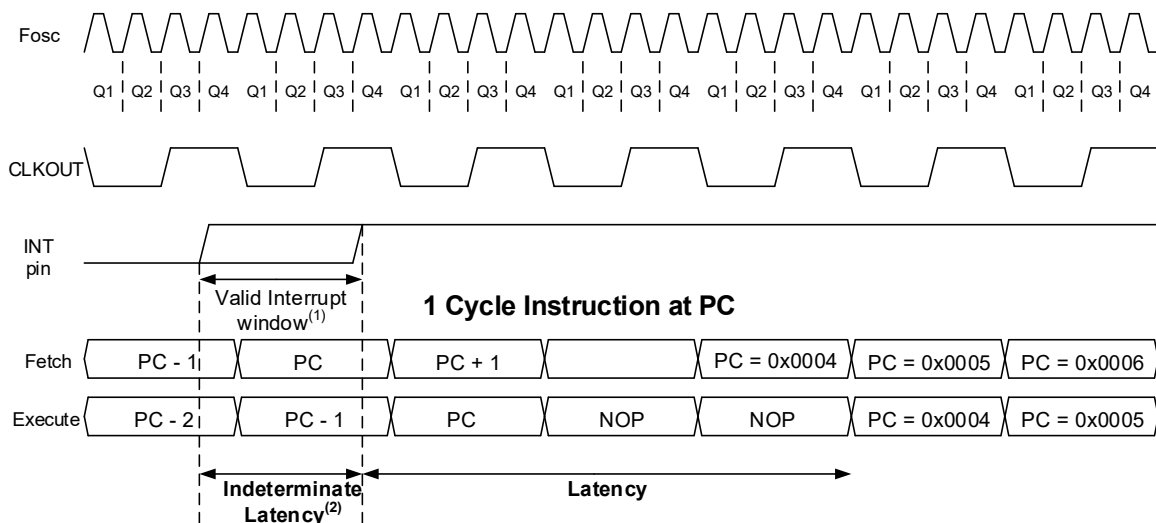 Fosc
Q1 Q2 Q3 Q4 Q1 Q2 Q3 Q4 Q1 Q2 Q3 Q4 Q1 Q2 Q3 Q4 Q1 Q2 Q3 Q4 Q1 Q2 Q3 Q4 Q1 Q2 Q3 Q4
CLKOUT
INT
pin
Valid Interrupt
window(1)
1 Cycle Instruction at PC
Fetch PC - 1 PC PC + 1 PC = 0x0004 PC = 0x0005 PC = 0x0006
Execute PC - 2 PC - 1 PC NOP NOP PC = 0x0004 PC = 0x0005
Indeterminate
Latency(2)
Latency